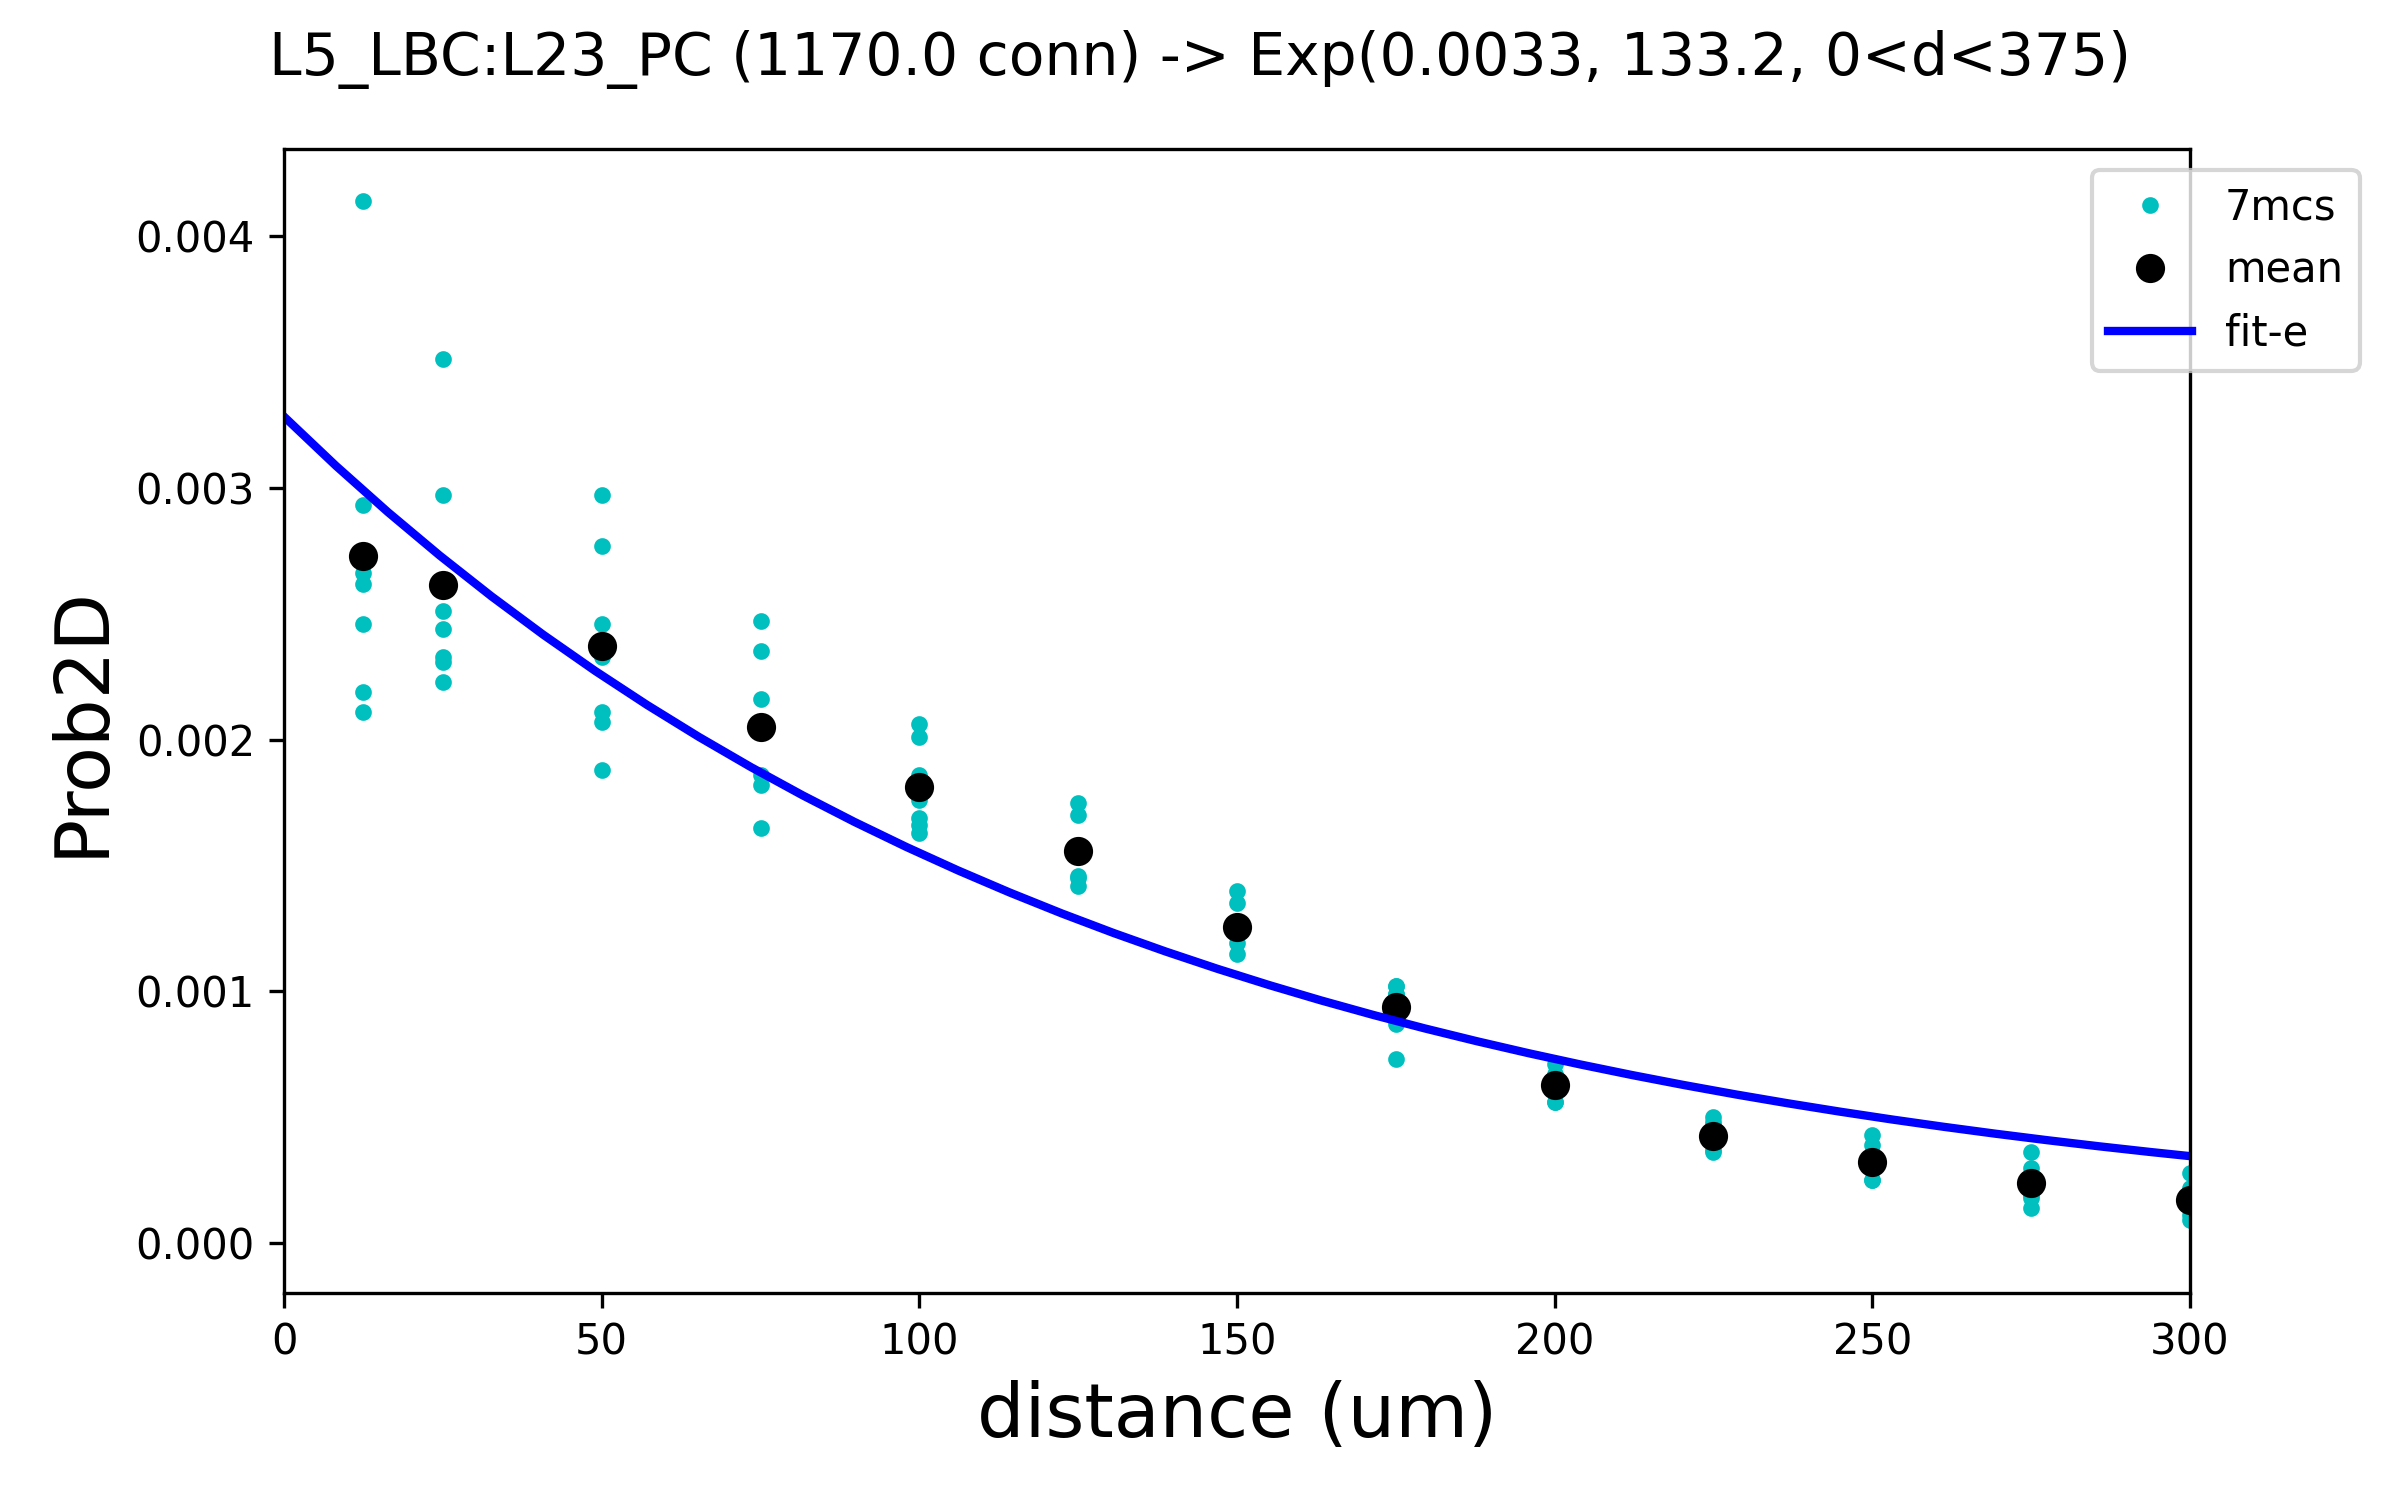 L5_LBC:L23_PC (1170.0 conn) -> Exp(0.0033, 133.2, 0<d<375)
7mcs
mean
fit-e
Prob2D
0.004
0.003
0.002
0.001
0.000
0 50 100 150 200 250 300
distance (um)